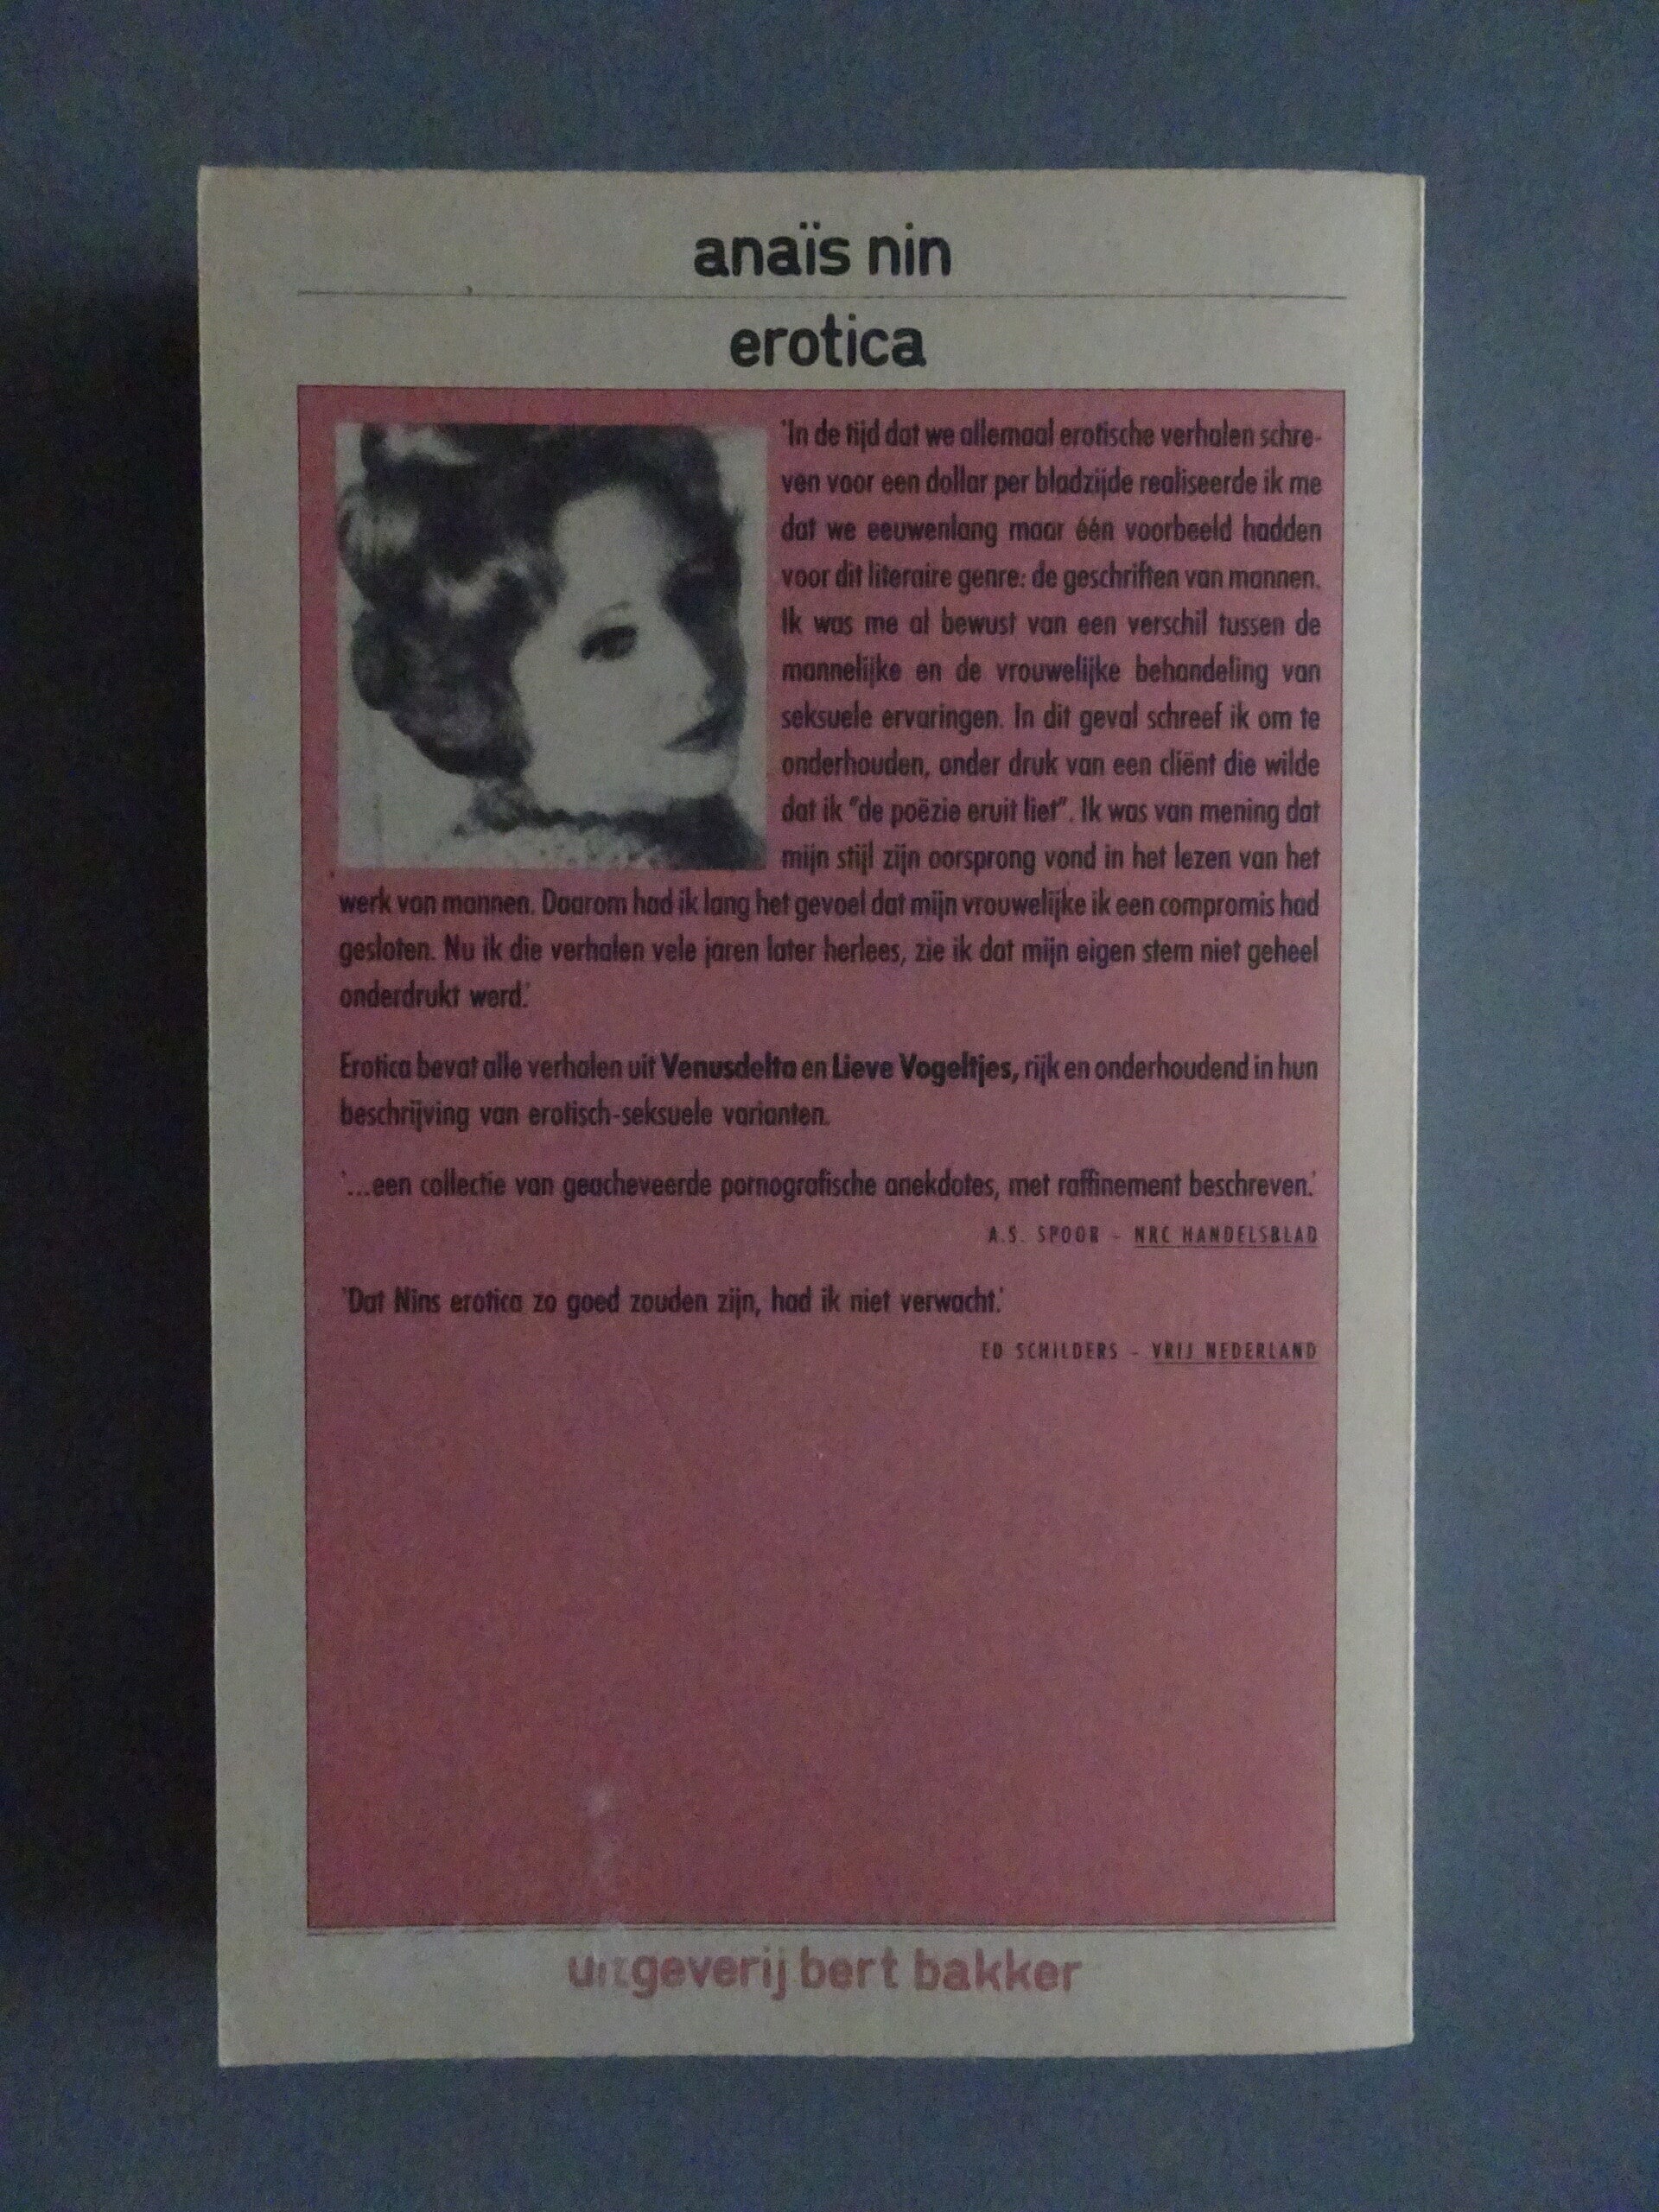 anaïs nin
erotica
'In de tijd dat we allemaal erotische verhalen schre-
ven voor een dollar per bladzijde realiseerde ik me
dat we eeuwenlang maar één voorbeeld hadden
voor dit literaire genre: de geschriften van mannen.
Ik was me al bewust van een verschil tussen de
mannelijke en de vrouwelijke behandeling van
seksuele ervaringen. In dit geval schreef ik om te
onderhouden, onder druk van een cliënt die wilde
dat ik "de poëzie eruit liet". Ik was van mening dat
mijn stijl zijn oorsprong vond in het lezen van het
werk van mannen. Daarom had ik lang het gevoel dat mijn vrouwelijke ik een compromis had
gesloten. Nu ik die verhalen vele jaren later herlees, zie ik dat mijn eigen stem niet geheel
onderdrukt werd.'
Erotica bevat alle verhalen uit Venusdelta en Lieve Vogeltjes, rijk en onderhoudend in hun
beschrijving van erotisch-seksuele varianten.
'...een collectie van geacheveerde pornografische anekdotes, met raffinement beschreven.'
A.S. SPOOR - NRC HANDELSBLAD
'Dat Nins erotica zo goed zouden zijn, had ik niet verwacht.'
ED SCHILDERS - VRIJ NEDERLAND
uitgeverij bert bakker